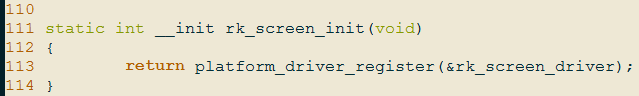 110
111 static int __init rk_screen_init(void)
112 {
113         return platform_driver_register(&rk_screen_driver);
114 }